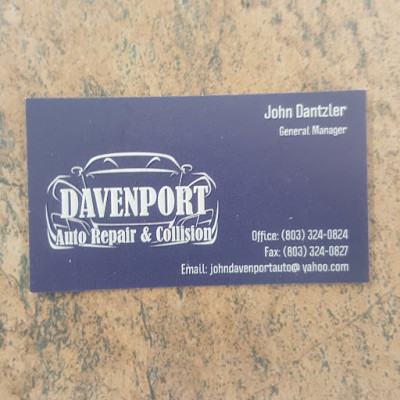 John Dantzler
General Manager
DAVENPORT
Auto Repair & Collision
Office: (803) 324-0824
Fax: (803) 324-0827
Email: johndavenportauto@ yahoo.com